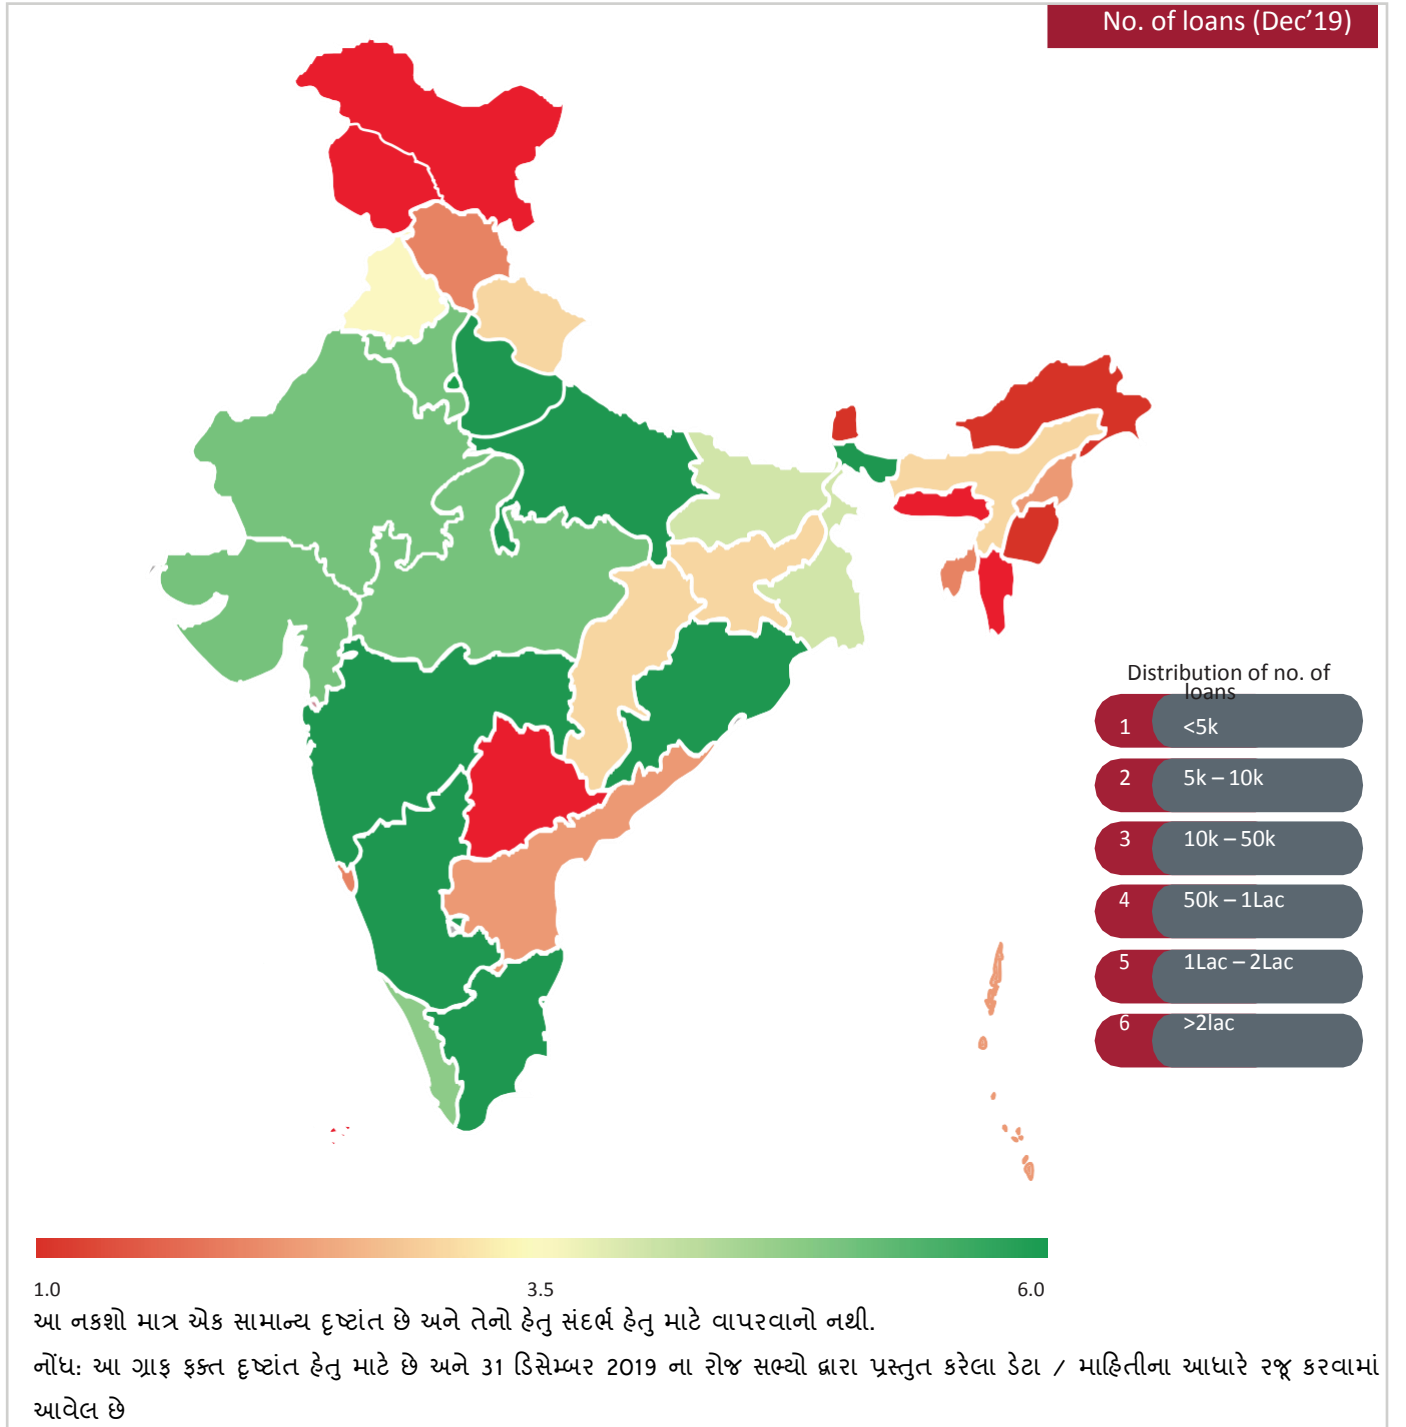 No. of loans (Dec’19)
Distribution of no. of
loans
1 <5k
2 5k – 10k
3 10k – 50k
4 50k – 1Lac
5 1Lac – 2Lac
6 >2lac
1.0 3.5 6.0
આ નકશો માત્ર એક સામાન્ય દૃષ્ટાંત છે અને તેનો હેતુ સંદર્ભ હેતુ માટે વાપરવાનો નથી.
નોંધ: આ ગ્રાફ ફક્ત દૃષ્ટાંત હેતુ માટે છે અને 31 ડિસેમ્બર 2019 ના રોજ સભ્યો દ્વારા પ્રસ્તુત કરેલા ડેટા / માહિતીના આધારે રજૂ કરવામાં
આવેલ છે